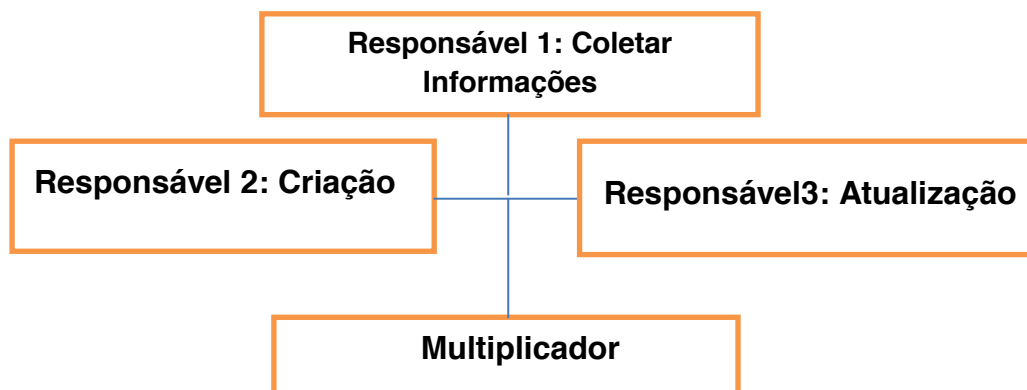 Responsável 1: Coletar
Informações
Responsável 2: Criação
Responsável3: Atualização
Multiplicador